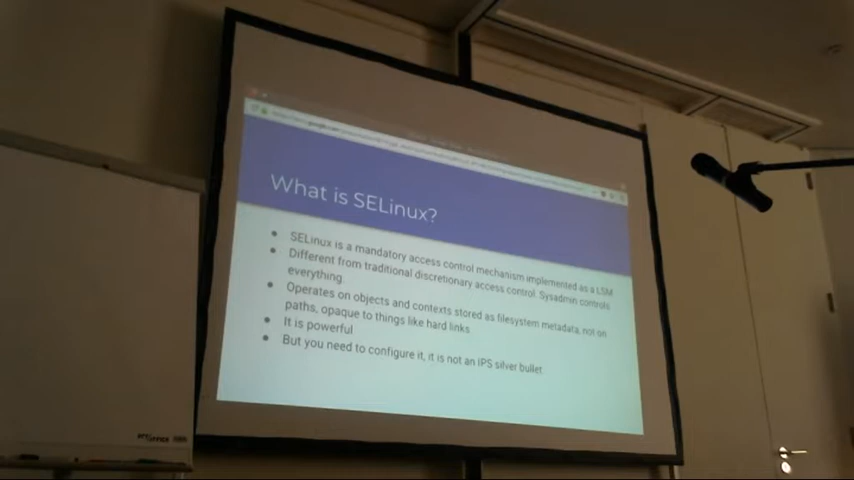 What is SELinux?
SELinux is a mandatory access control mechanism implemented as a LSM
Different from traditional discretionary access control. Sysadmin controls
everything.
Operates on objects and contexts stored as filesystem metadata, not on
paths, opaque to things like hard links
It is powerful
But you need to configure it, it is not an IPS silver bullet